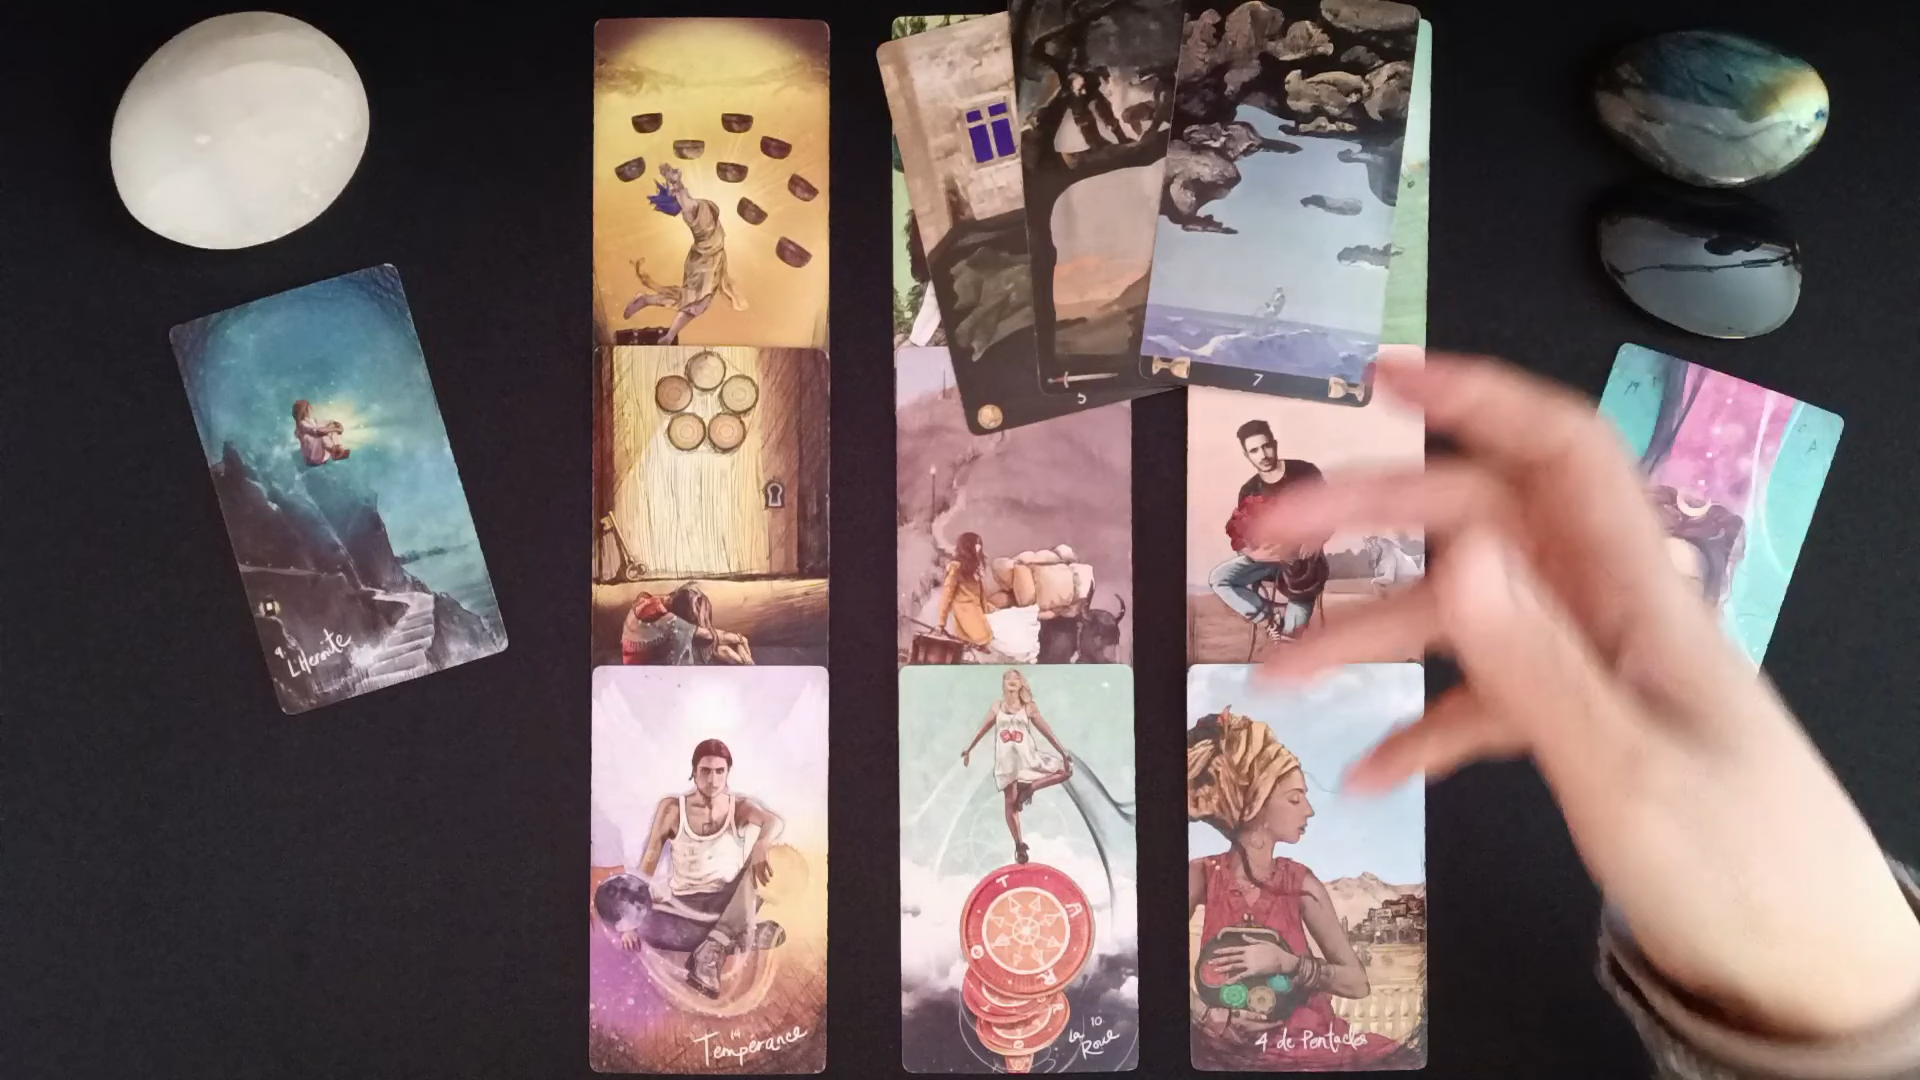 5
7
9.
L'Hermite
14
Tempérance
T
A
R
O
10
La
Roue
4 de Pentacles